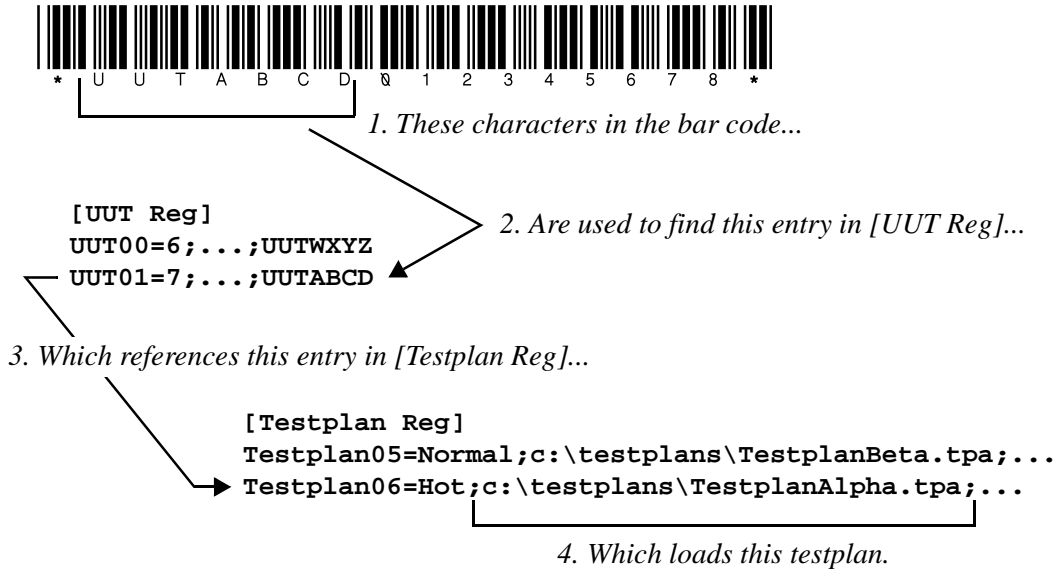 * U U T A B C D 0 1 2 3 4 5 6 7 8 *
1. These characters in the bar code...
[UUT Reg]
2. Are used to find this entry in [UUT Reg]...
UUT00=6;...;UUTWXYZ
UUT01=7;...;UUTABCD
3. Which references this entry in [Testplan Reg]...
[Testplan Reg]
Testplan05=Normal;c:\testplans\TestplanBeta.tpa;...
Testplan06=Hot;c:\testplans\TestplanAlpha.tpa;...
4. Which loads this testplan.